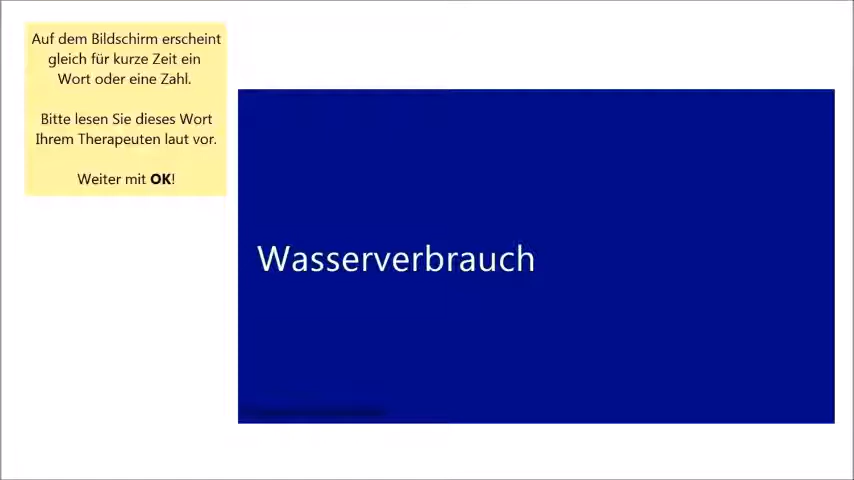 Auf dem Bildschirm erscheint
gleich für kurze Zeit ein
Wort oder eine Zahl.
Bitte lesen Sie dieses Wort
Ihrem Therapeuten laut vor.
Weiter mit OK!
Wasserverbrauch